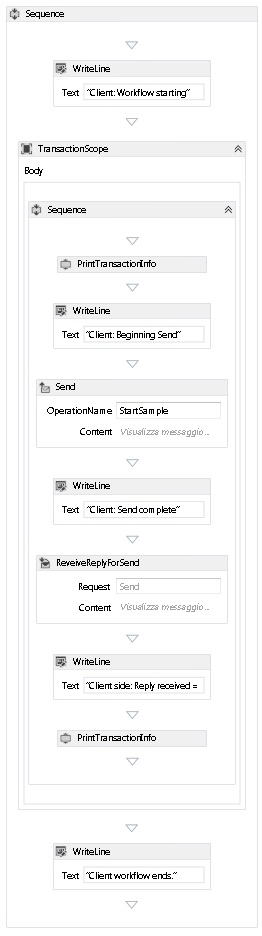 Sequence
WriteLine
Text "Client: Workflow starting"
TransactionScope
Body
Sequence
PrintTransactionInfo
WriteLine
Text "Client: Beginning Send"
Send
OperationName StartSample
Content Visualizza messaggio...
WriteLine
Text "Client: Send complete"
ReveiveReplyForSend
Request Send
Content Visualizza messaggio...
WriteLine
Text "Client side: Reply received =
PrintTransactionInfo
WriteLine
Text "Client workflow ends."